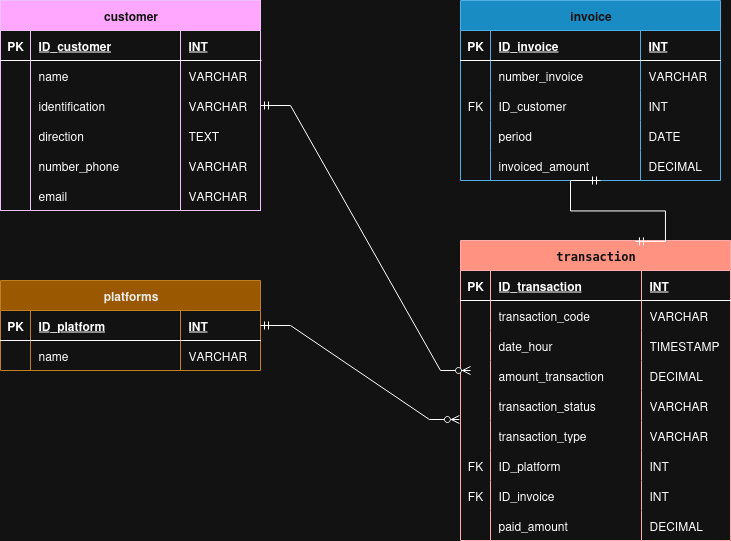 customer
PK ID_customer INT
name VARCHAR
identification VARCHAR
direction TEXT
number_phone VARCHAR
email VARCHAR
invoice
PK ID_invoice INT
number_invoice VARCHAR
FK ID_customer INT
period DATE
invoiced_amount DECIMAL
platforms
PK ID_platform INT
name VARCHAR
transaction
PK ID_transaction INT
transaction_code VARCHAR
date_hour TIMESTAMP
amount_transaction DECIMAL
transaction_status VARCHAR
transaction_type VARCHAR
FK ID_platform INT
FK ID_invoice INT
paid_amount DECIMAL